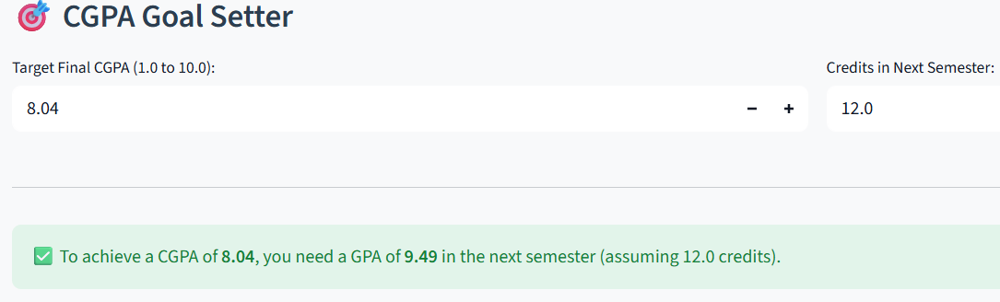 CGPA Goal Setter
Target Final CGPA (1.0 to 10.0):
Credits in Next Semester:
8.04
12.0
To achieve a CGPA of 8.04, you need a GPA of 9.49 in the next semester (assuming 12.0 credits).